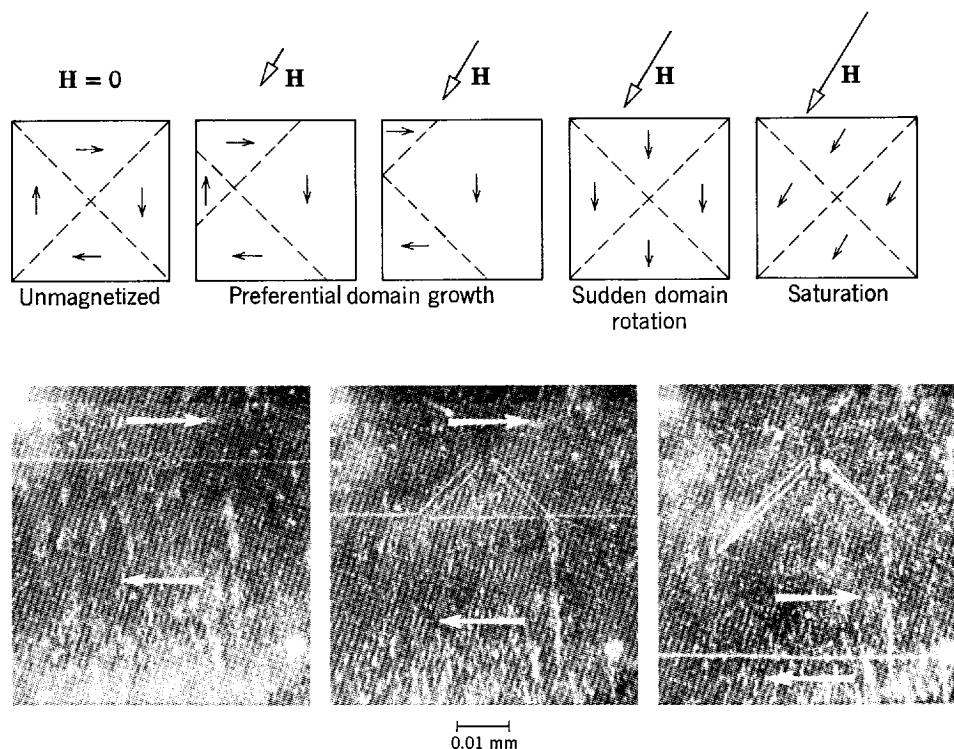 H = 0
H
H
H
H
Unmagnetized
Preferential domain growth
Sudden domain
rotation
Saturation
0.01 mm